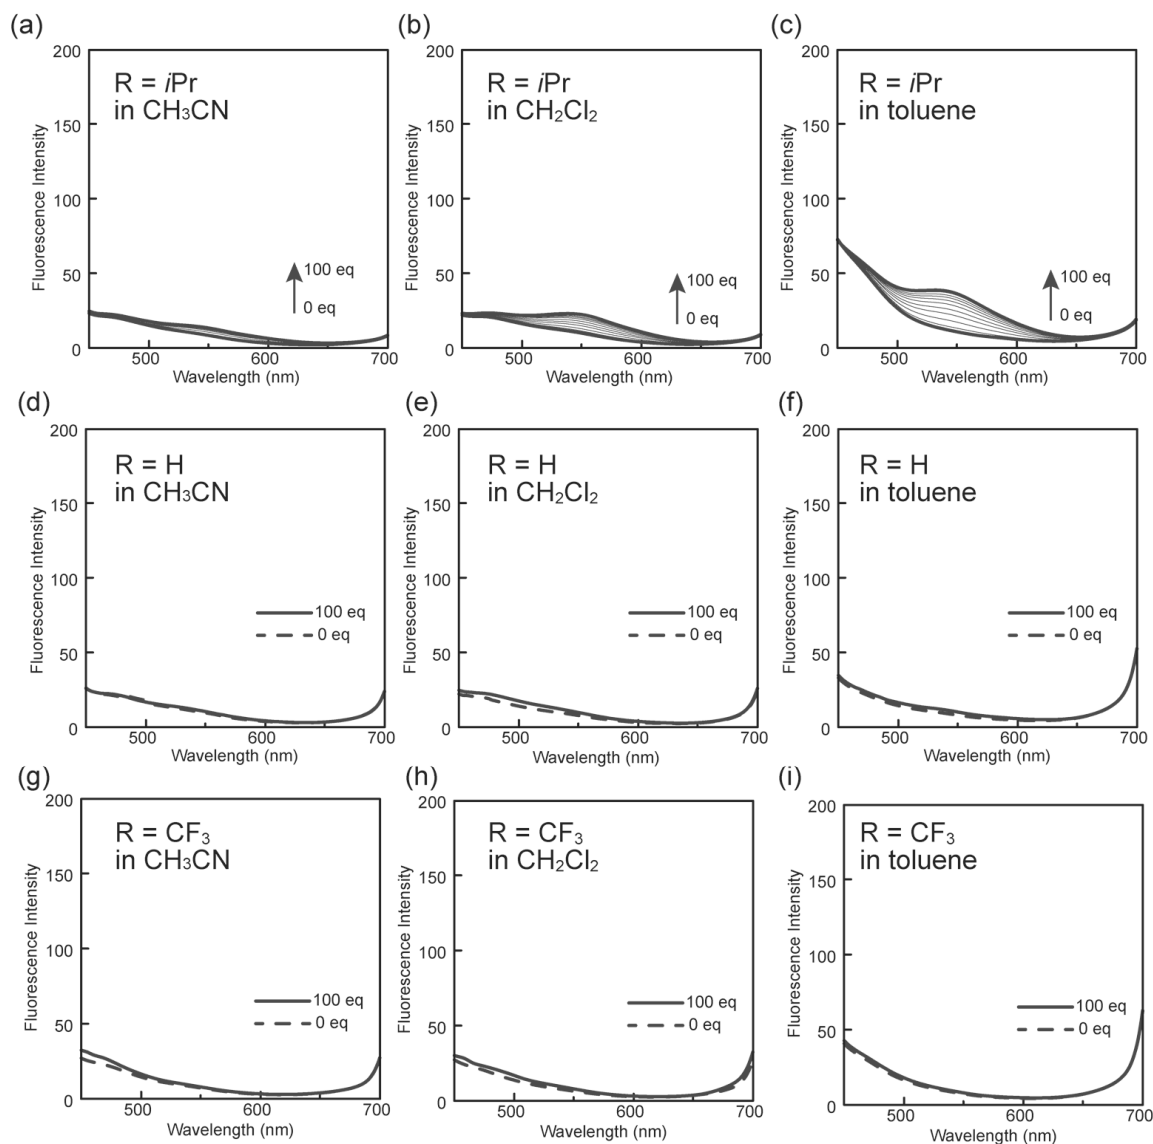 (a)
200
150
100
50
0
Fluorescence Intensity
R = iPr
in CH₃CN
100 eq
0 eq
500
600
700
Wavelength (nm)
(b)
200
150
100
50
0
Fluorescence Intensity
R = iPr
in CH₂Cl₂
100 eq
0 eq
500
600
700
Wavelength (nm)
(c)
200
150
100
50
0
Fluorescence Intensity
R = iPr
in toluene
100 eq
0 eq
500
600
700
Wavelength (nm)
(d)
200
150
100
50
0
Fluorescence Intensity
R = H
in CH₃CN
100 eq
0 eq
500
600
700
Wavelength (nm)
(e)
200
150
100
50
0
Fluorescence Intensity
R = H
in CH₂Cl₂
100 eq
0 eq
500
600
700
Wavelength (nm)
(f)
200
150
100
50
0
Fluorescence Intensity
R = H
in toluene
100 eq
0 eq
500
600
700
Wavelength (nm)
(g)
200
150
100
50
0
Fluorescence Intensity
R = CF₃
in CH₃CN
100 eq
0 eq
500
600
700
Wavelength (nm)
(h)
200
150
100
50
0
Fluorescence Intensity
R = CF₃
in CH₂Cl₂
100 eq
0 eq
500
600
700
Wavelength (nm)
(i)
200
150
100
50
0
Fluorescence Intensity
R = CF₃
in toluene
100 eq
0 eq
500
600
700
Wavelength (nm)